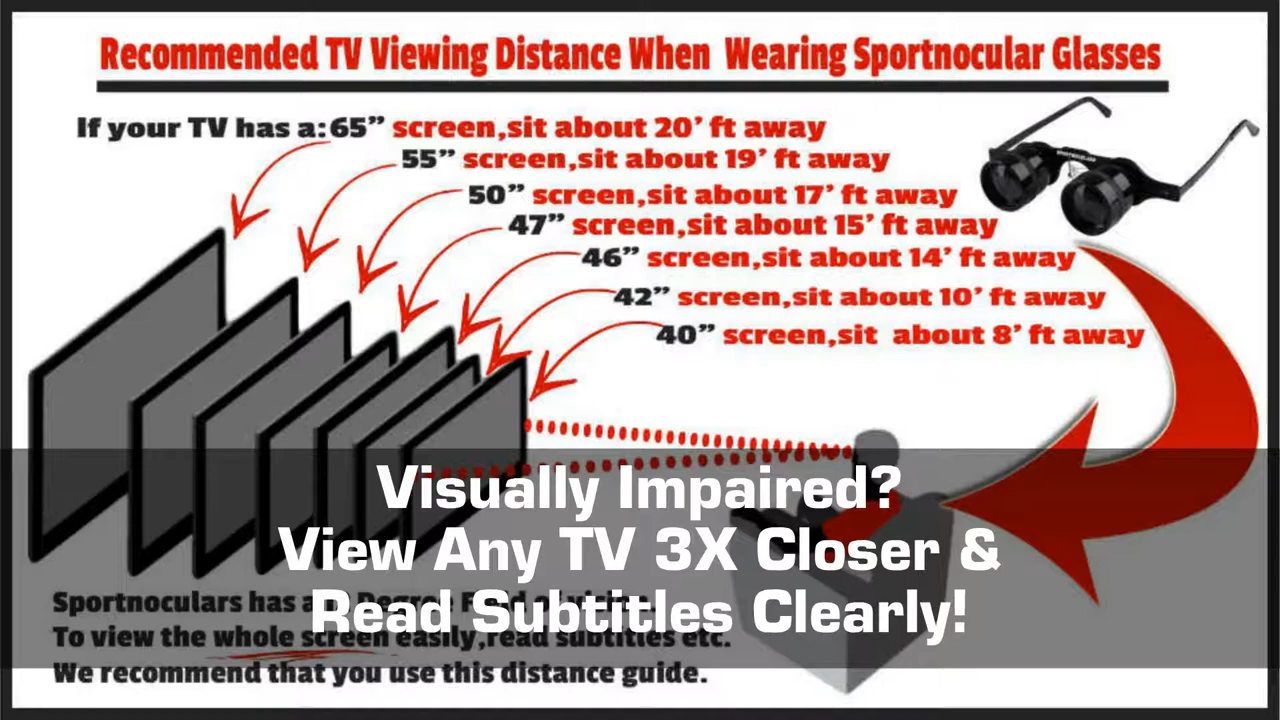 Recommended TV Viewing Distance When Wearing Sportnocular Glasses
If your TV has a:65” screen,sit about 20’ ft away
55” screen,sit about 19’ ft away
50” screen,sit about 17’ ft away
47” screen,sit about 15’ ft away
46” screen,sit about 14’ ft away
42” screen,sit about 10’ ft away
40” screen,sit about 8’ ft away
Visually Impaired?
View Any TV 3X Closer &
Read Subtitles Clearly!
Sportnoculars has a Degree Field of
To view the whole screen easily,read subtitles etc.
We recommend that you use this distance guide.